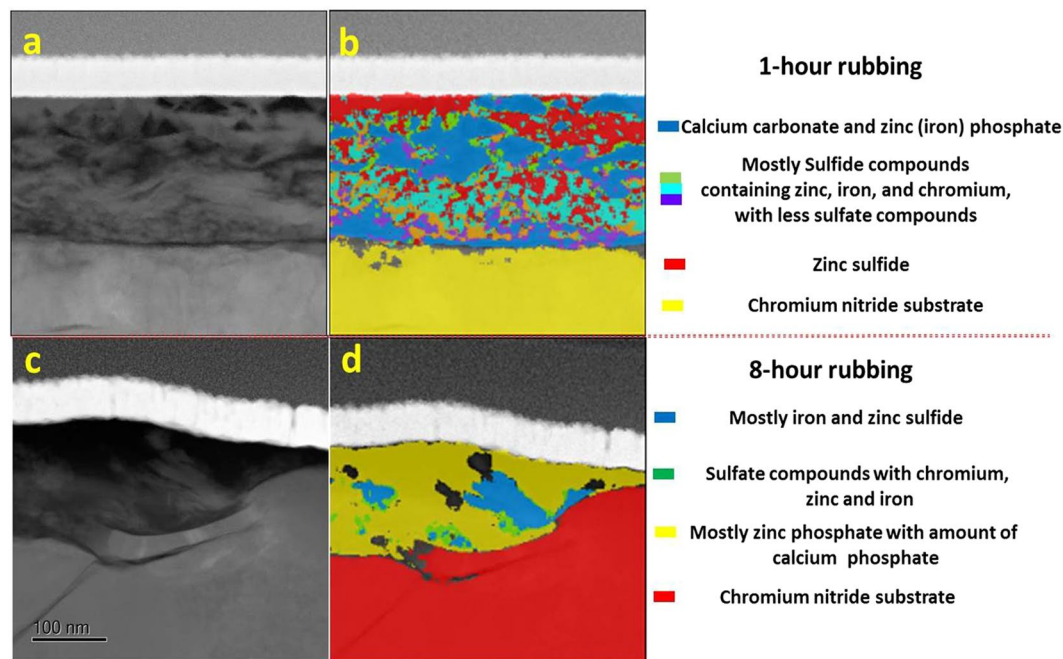 a
b
1-hour rubbing
Calcium carbonate and zinc (iron) phosphate
Mostly Sulfide compounds
containing zinc, iron, and chromium,
with less sulfate compounds
Zinc sulfide
Chromium nitride substrate
c
d
8-hour rubbing
Mostly iron and zinc sulfide
Sulfate compounds with chromium,
zinc and iron
Mostly zinc phosphate with amount of
calcium phosphate
Chromium nitride substrate
100 nm